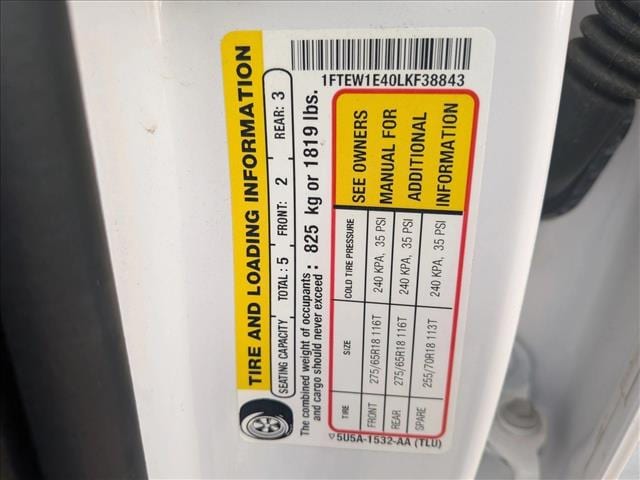 1FTEW1E40LKF38843
TIRE AND LOADING INFORMATION
SEATING CAPACITY TOTAL : 5 FRONT: 2 REAR: 3
The combined weight of occupants : 825 kg or 1819 lbs.
and cargo should never exceed
TIRE SIZE COLD TIRE PRESSURE
FRONT 275/65R18 116T 240 KPA, 35 PSI
REAR 275/65R18 116T 240 KPA, 35 PSI
SPARE 255/70R18 113T 240 KPA, 35 PSI
SEE OWNERS
MANUAL FOR
ADDITIONAL
INFORMATION
5U5A-1532-AA (TLU)